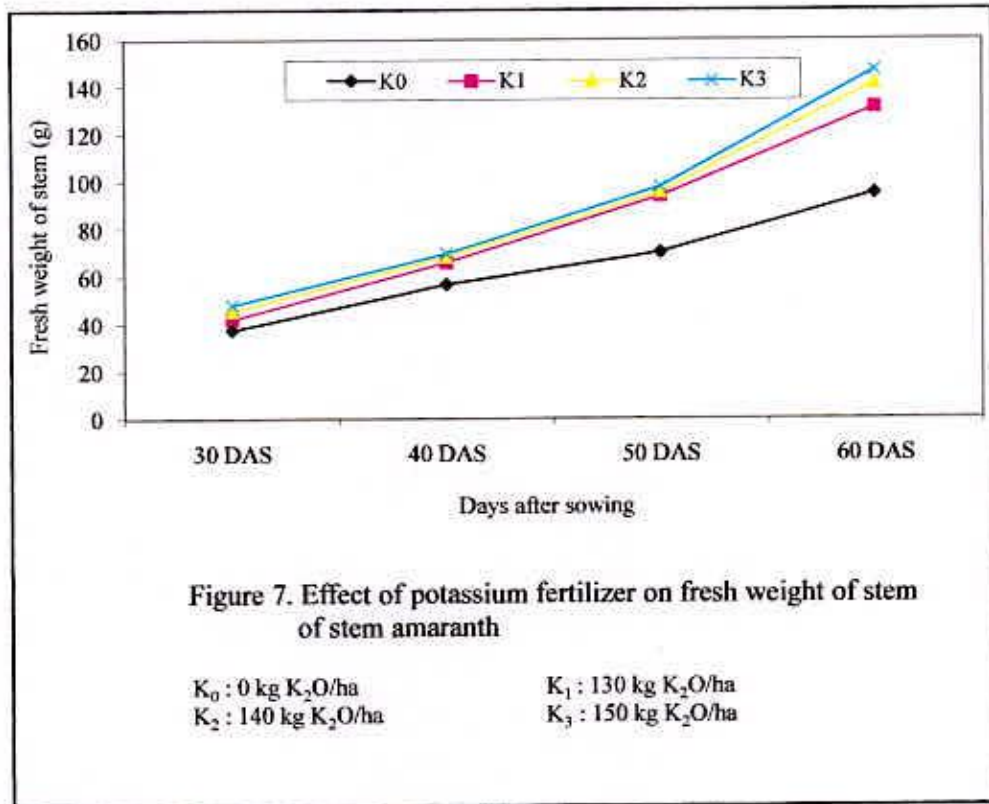 160
140
120
100
80
60
40
20
0
Fresh weight of stem (g)
K0 K1 K2 K3
30 DAS 40 DAS 50 DAS 60 DAS
Days after sowing
Figure 7. Effect of potassium fertilizer on fresh weight of stem
of stem amaranth
K₀ : 0 kg K₂O/ha K₁ : 130 kg K₂O/ha
K₂ : 140 kg K₂O/ha K₃ : 150 kg K₂O/ha